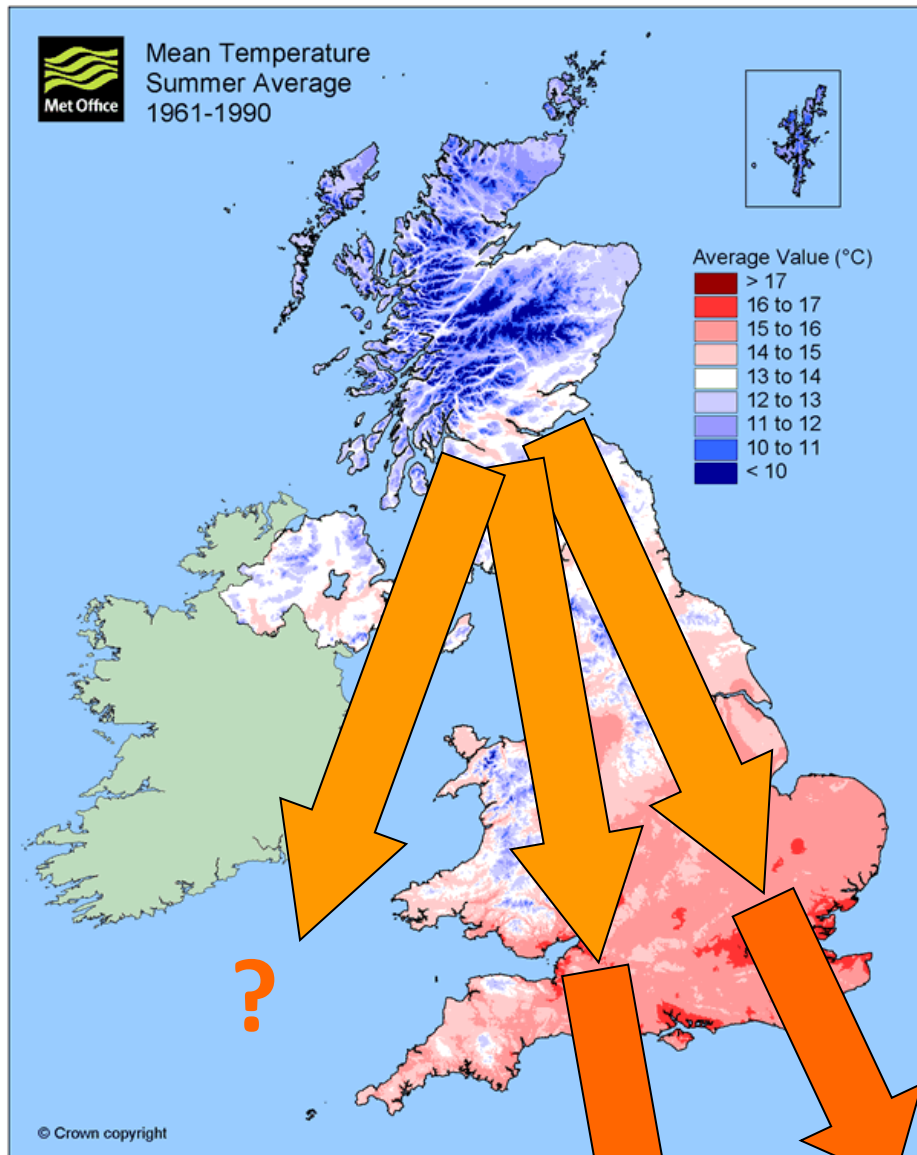 Met Office
Mean Temperature
Summer Average
1961-1990
Average Value (°C)
> 17
16 to 17
15 to 16
14 to 15
13 to 14
12 to 13
11 to 12
10 to 11
< 10
?
© Crown copyright